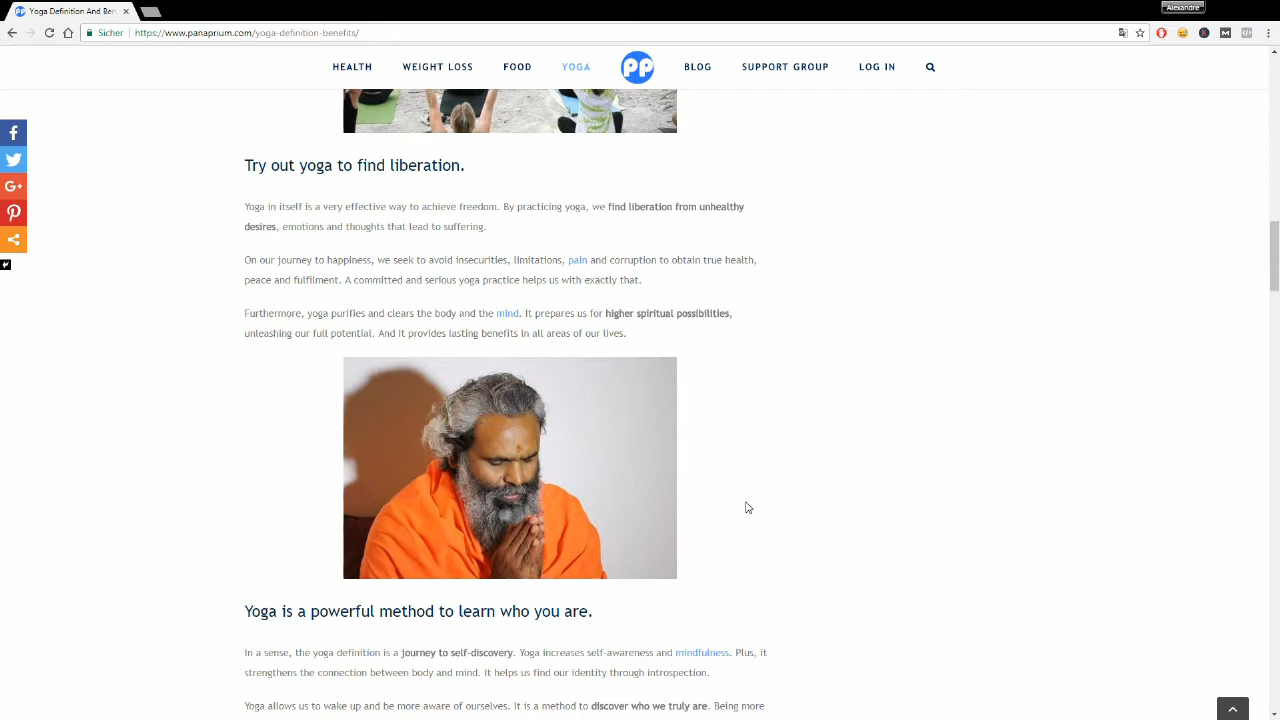 Yoga Definition And Ben
Alexandre
Sicher
https://www.panaprium.com/yoga-definition-benefits/
HEALTH WEIGHT LOSS FOOD YOGA PP BLOG SUPPORT GROUP LOG IN
Try out yoga to find liberation.
Yoga in itself is a very effective way to achieve freedom. By practicing yoga, we find liberation from unhealthy
desires, emotions and thoughts that lead to suffering.
On our journey to happiness, we seek to avoid insecurities, limitations, pain and corruption to obtain true health,
peace and fulfilment. A committed and serious yoga practice helps us with exactly that.
Furthermore, yoga purifies and clears the body and the mind. It prepares us for higher spiritual possibilities,
unleashing our full potential. And it provides lasting benefits in all areas of our lives.
Yoga is a powerful method to learn who you are.
In a sense, the yoga definition is a journey to self-discovery. Yoga increases self-awareness and mindfulness. Plus, it
strengthens the connection between body and mind. It helps us find our identity through introspection.
Yoga allows us to wake up and be more aware of ourselves. It is a method to discover who we truly are. Being more